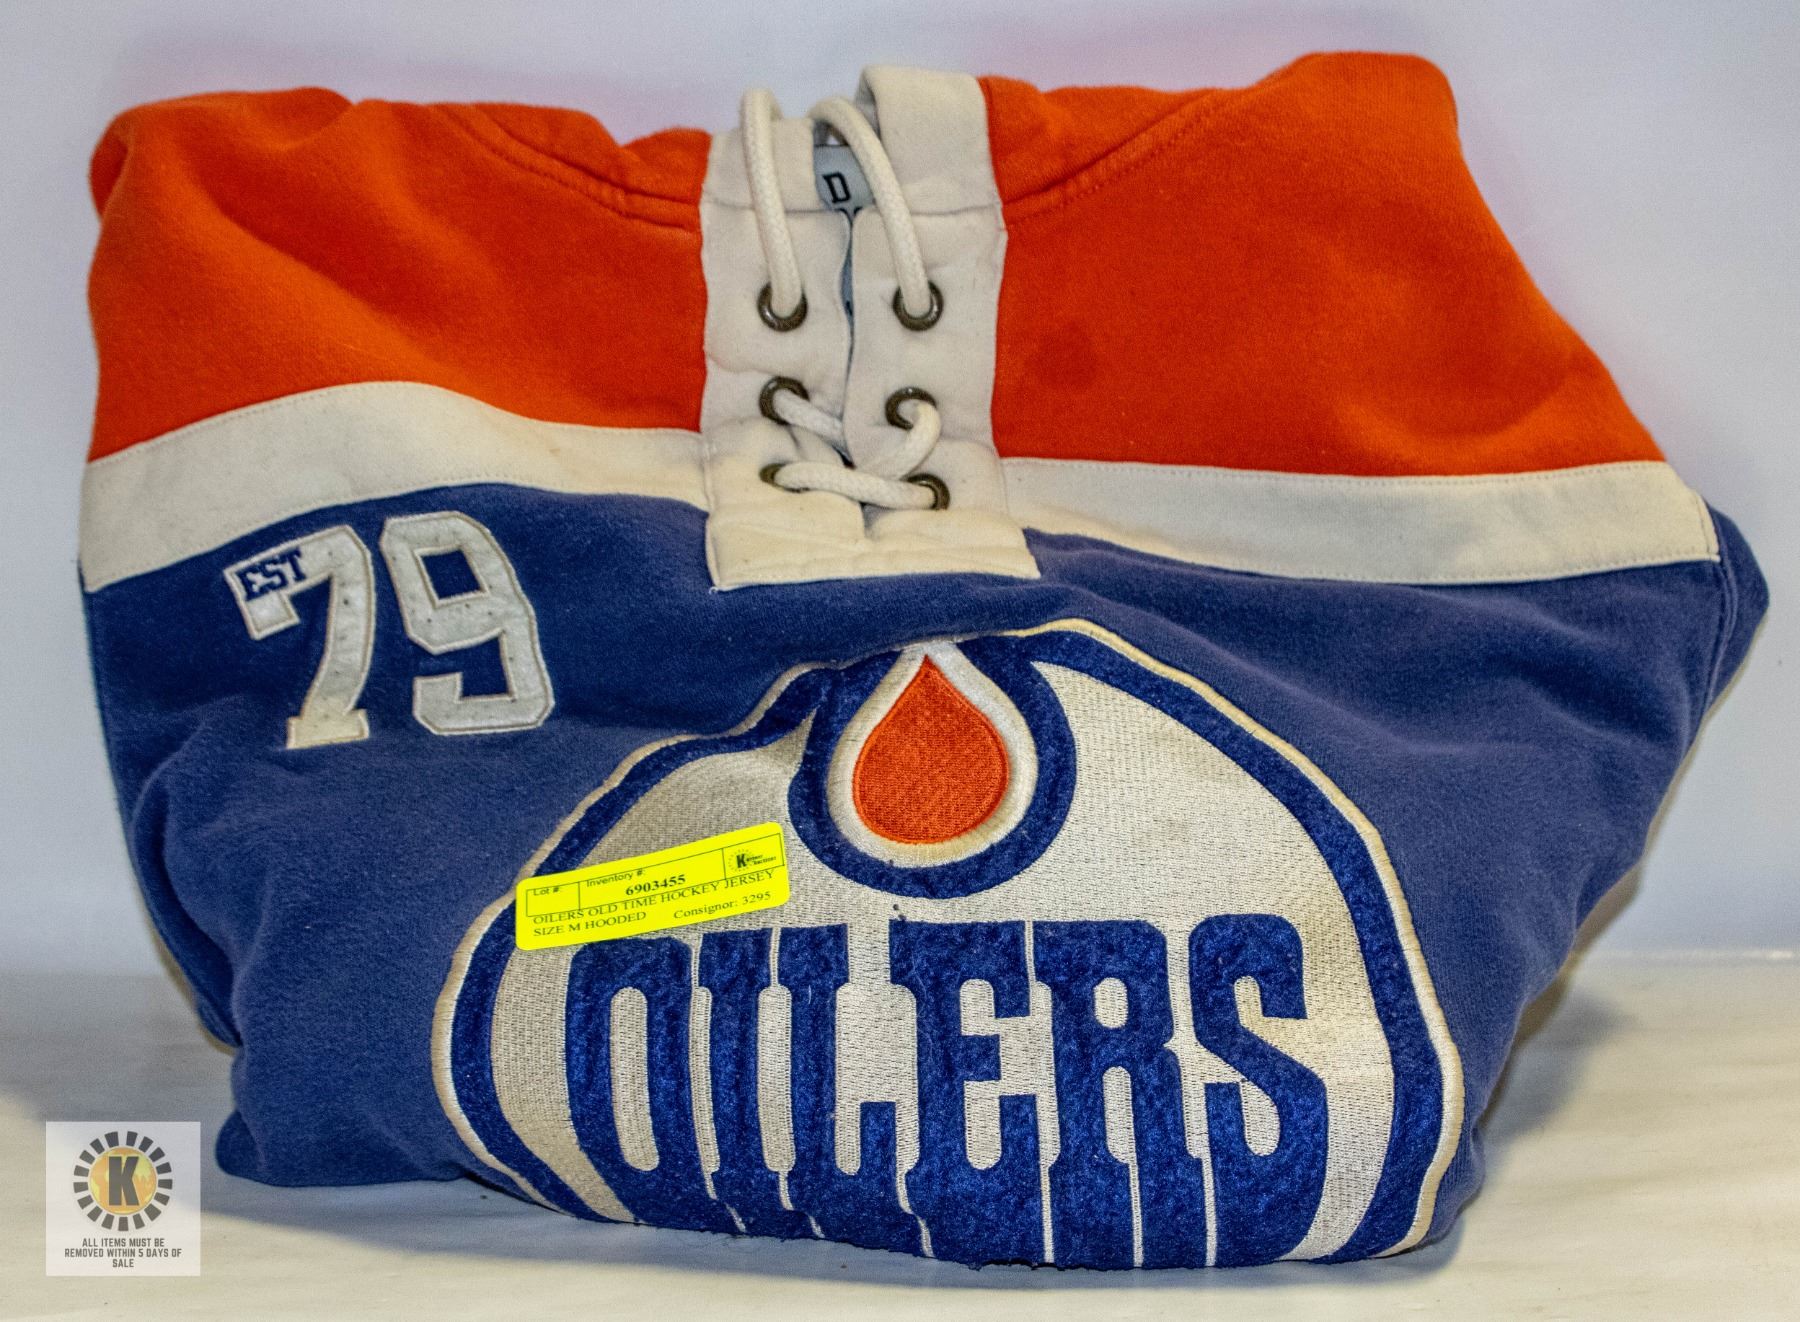 D
EST
79
Lot #:
Inventory #:
6903455
K
OILERS OLD TIME HOCKEY JERSEY
SIZE M HOODED Consignor: 3295
OILERS
K
ALL ITEMS MUST BE
REMOVED WITHIN 5 DAYS OF
SALE